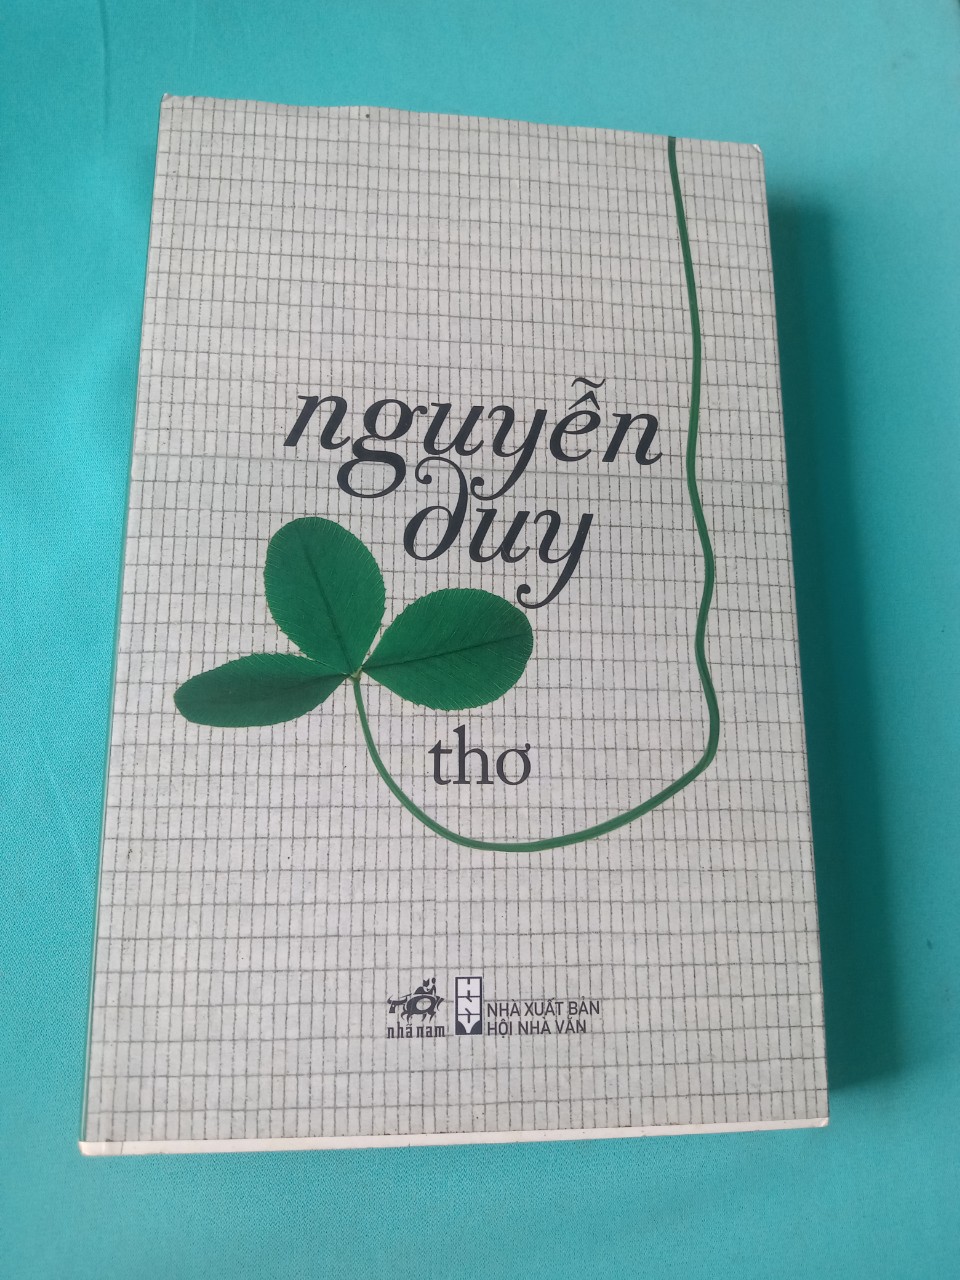 nguyễn
duy
thơ
nhã nam
NHÀ XUẤT BẢN
HỘI NHÀ VĂN